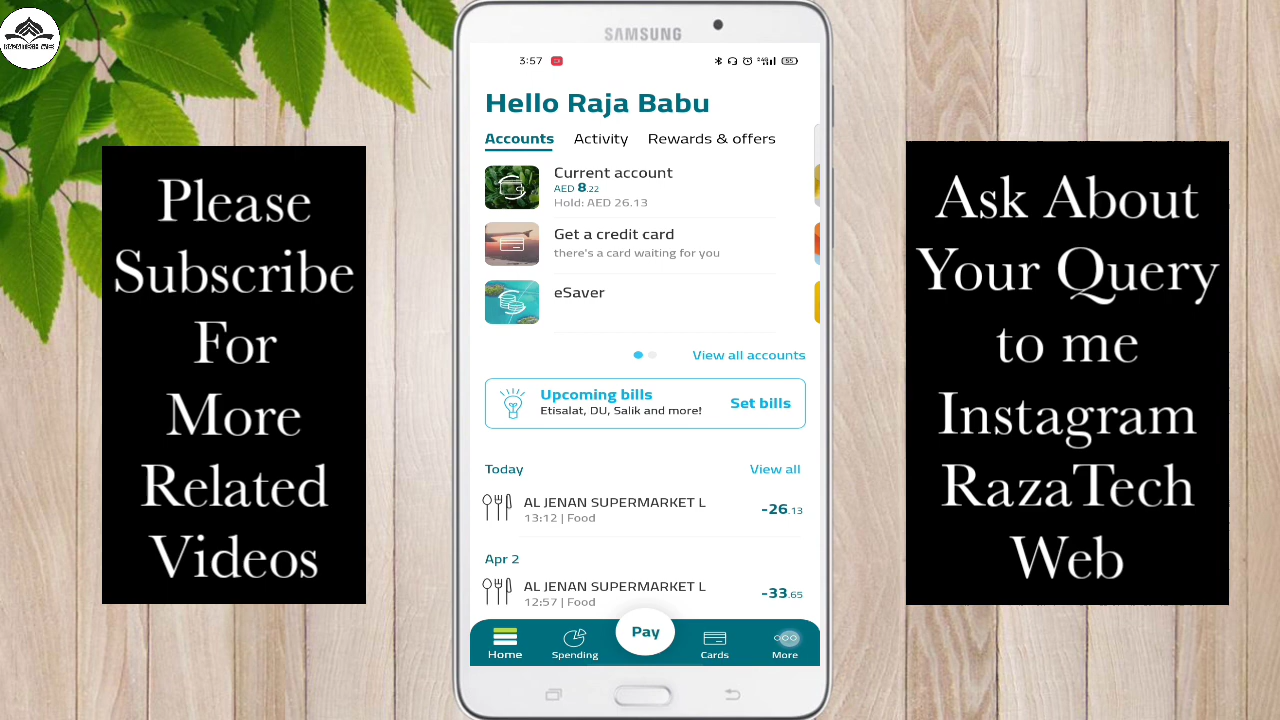 Please
Subscribe
For
More
Related
Videos
SAMSUNG
3:57
55
Hello Raja Babu
Accounts Activity Rewards & offers
Current account
AED 8.22
Hold: AED 26.13
Get a credit card
there's a card waiting for you
eSaver
View all accounts
Upcoming bills
Etisalat, DU, Salik and more!
Set bills
Today View all
AL JENAN SUPERMARKET L
13:12 | Food
-26.13
Apr 2
AL JENAN SUPERMARKET L
12:57 | Food
-33.65
Home Spending Pay Cards More
Ask About
Your Query
to me
Instagram
RazaTech
Web